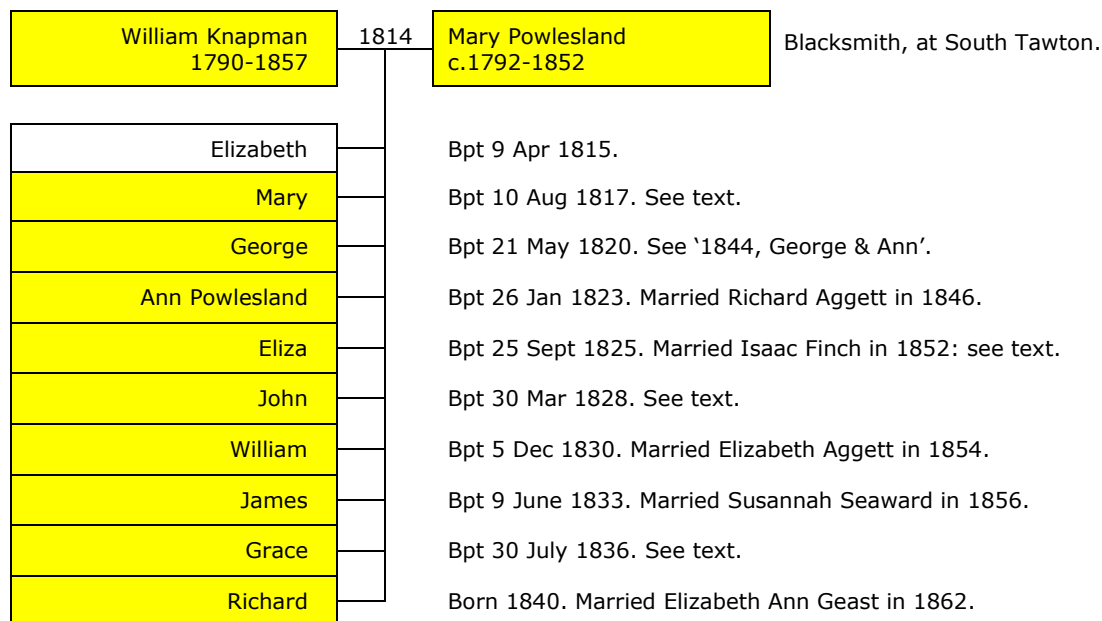 William Knapman 1814 Mary Powlesland Blacksmith, at South Tawton.
1790-1857 c.1792-1852
Elizabeth Bpt 9 Apr 1815.
Mary Bpt 10 Aug 1817. See text.
George Bpt 21 May 1820. See ‘1844, George & Ann’.
Ann Powlesland Bpt 26 Jan 1823. Married Richard Aggett in 1846.
Eliza Bpt 25 Sept 1825. Married Isaac Finch in 1852: see text.
John Bpt 30 Mar 1828. See text.
William Bpt 5 Dec 1830. Married Elizabeth Aggett in 1854.
James Bpt 9 June 1833. Married Susannah Seaward in 1856.
Grace Bpt 30 July 1836. See text.
Richard Born 1840. Married Elizabeth Ann Geast in 1862.